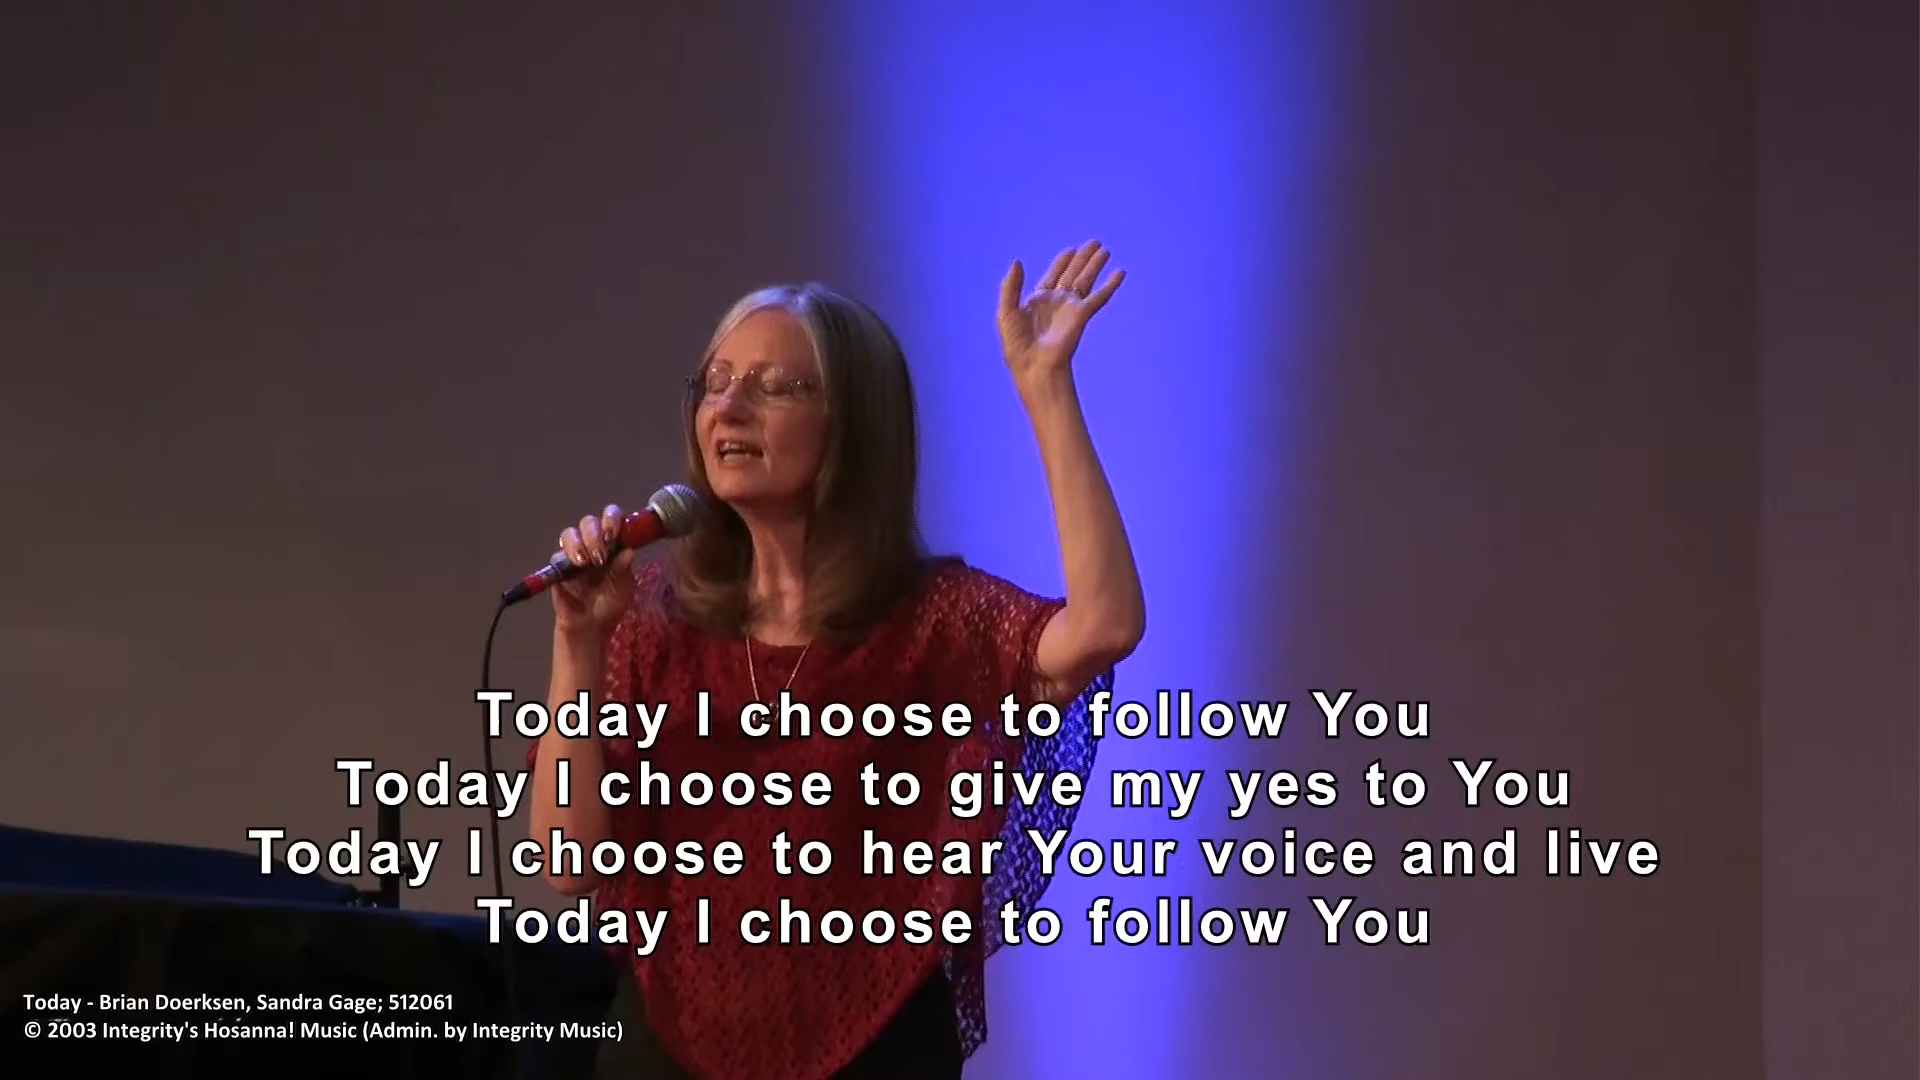 Today I choose to follow You
Today I choose to give my yes to You
Today I choose to hear Your voice and live
Today I choose to follow You
Today - Brian Doerksen, Sandra Gage; 512061
© 2003 Integrity's Hosanna! Music (Admin. by Integrity Music)